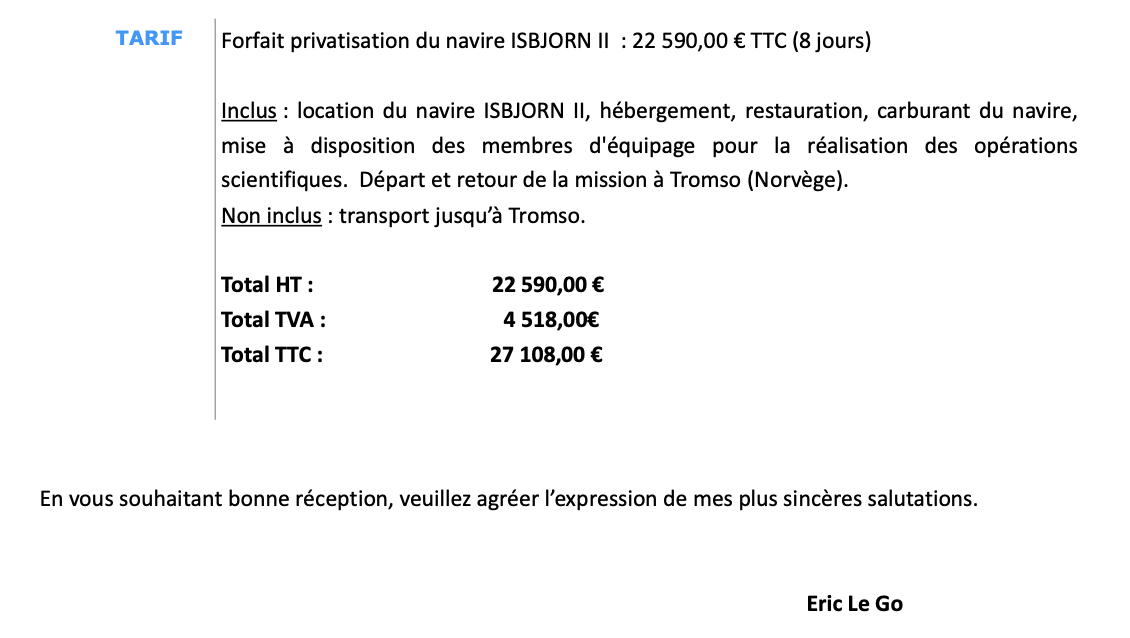 TARIF
Forfait privatisation du navire ISBJORN II  : 22 590,00 € TTC (8 jours)
Inclus : location du navire ISBJORN II, hébergement, restauration, carburant du navire,
mise à disposition des membres d'équipage pour la réalisation des opérations
scientifiques.  Départ et retour de la mission à Tromso (Norvège).
Non inclus : transport jusqu’à Tromso.
Total HT : 22 590,00 €
Total TVA : 4 518,00€
Total TTC : 27 108,00 €
En vous souhaitant bonne réception, veuillez agréer l’expression de mes plus sincères salutations.
Eric Le Go